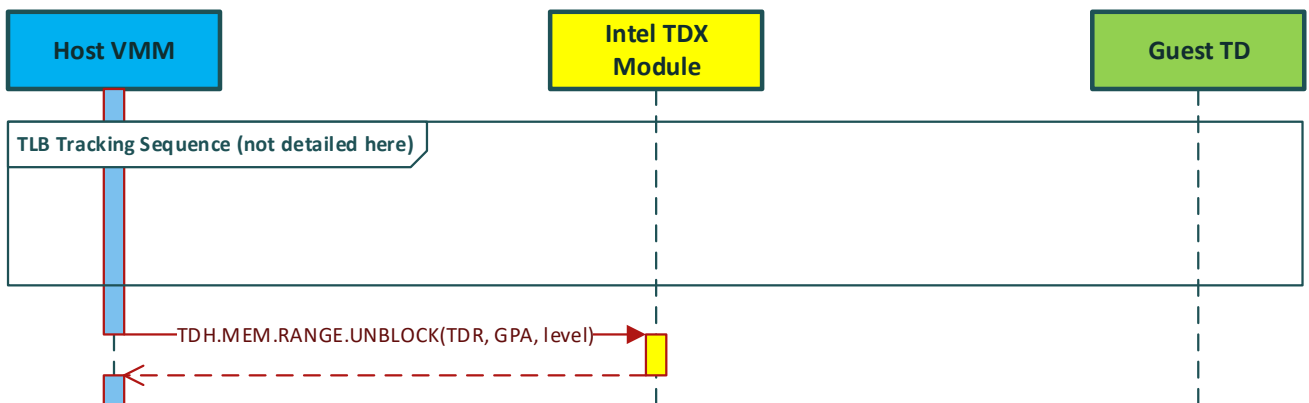 Host VMM
Intel TDX
Module
Guest TD
TLB Tracking Sequence (not detailed here)
TDH.MEM.RANGE.UNBLOCK(TDR, GPA, level)